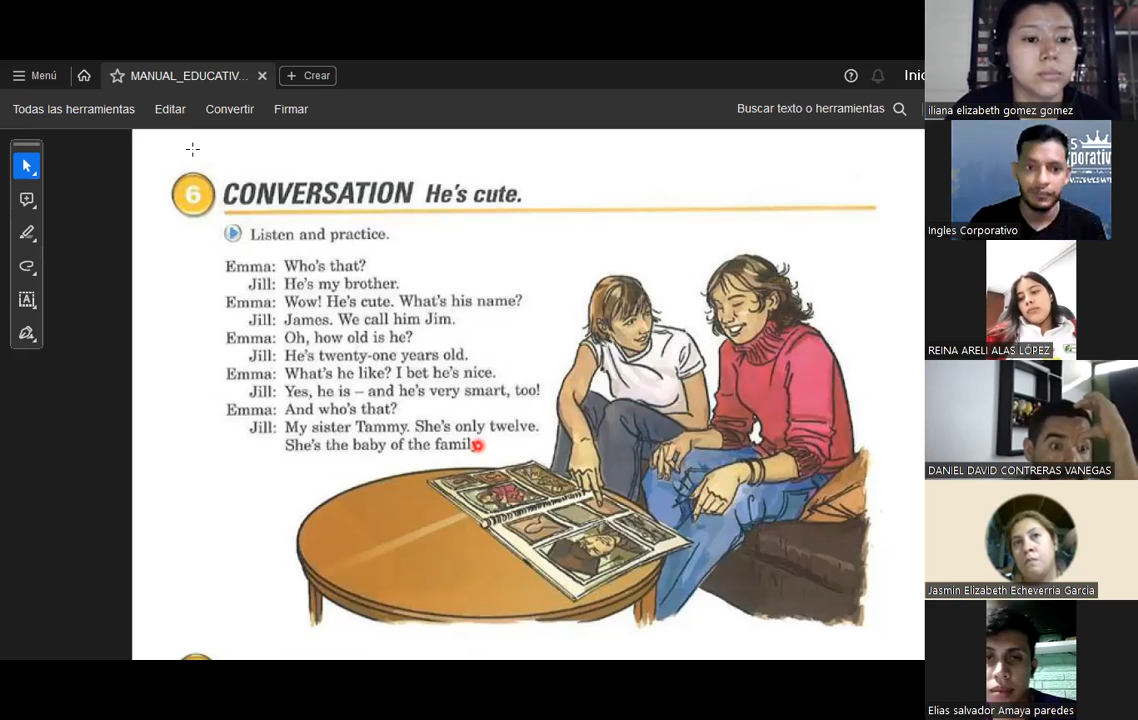 Menú
MANUAL_EDUCATIV...
Crear
Inic
Todas las herramientas
Editar
Convertir
Firmar
Buscar texto o herramientas
6 CONVERSATION He's cute.
Listen and practice.
Emma: Who's that?
Jill: He's my brother.
Emma: Wow! He's cute. What's his name?
Jill: James. We call him Jim.
Emma: Oh, how old is he?
Jill: He's twenty-one years old.
Emma: What's he like? I bet he's nice.
Jill: Yes, he is – and he's very smart, too!
Emma: And who's that?
Jill: My sister Tammy. She's only twelve.
She's the baby of the family
iliana elizabeth gomez gomez
Ingles Corporativo
REINA ARELI ALAS LÓPEZ
DANIEL DAVID CONTRERAS VANEGAS
Jasmin Elizabeth Echeverria Garcia
Elias salvador Amaya paredes